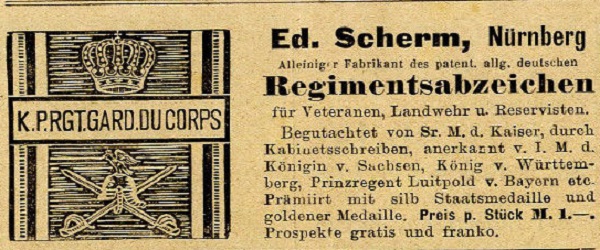 K.P.RGT.GARD.DU CORPS
Ed. Scherm, Nürnberg
Alleiniger Fabrikant des patent. allg. deutschen
Regimentsabzeichen
für Veteranen, Landwehr u. Reservisten.
Begutachtet von Sr. M. d. Kaiser, durch
Kabinetsschreiben, anerkannt v. I. M. d.
Königin v. Sachsen, König v. Württem-
berg, Prinzregent Luitpold v. Bayern etc.
Prämiirt mit silb Staatsmedaille und
goldener Medaille. Preis p. Stück M. 1.—.
Prospekte gratis und franko.